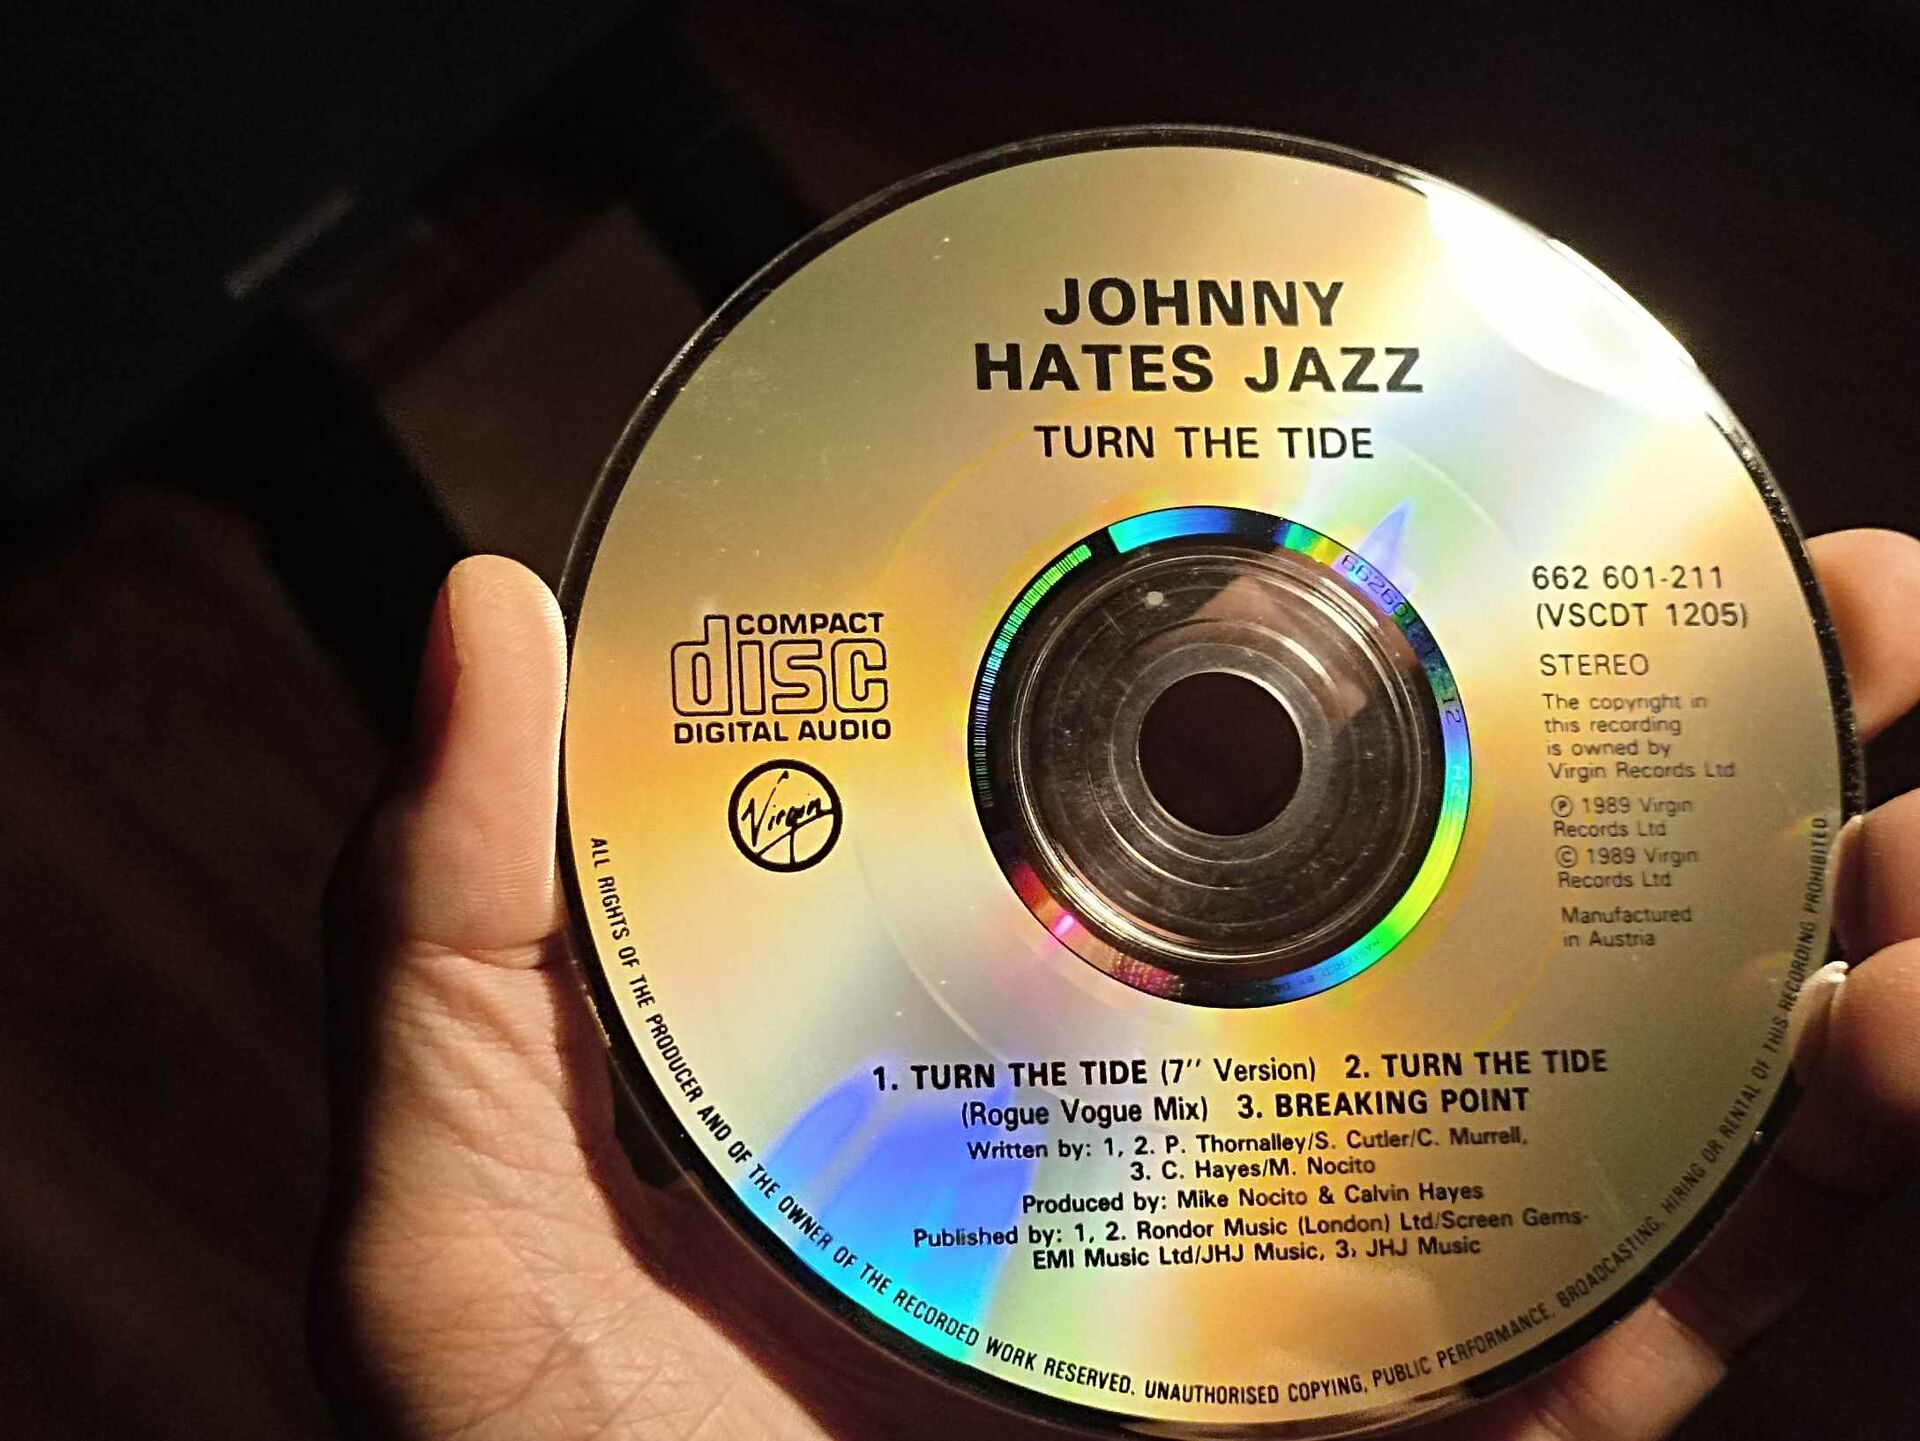 JOHNNY
HATES JAZZ
TURN THE TIDE
COMPACT
disc
DIGITAL AUDIO
Virgin
662 601-211
(VSCDT 1205)
STEREO
The copyright in
this recording
is owned by
Virgin Records Ltd
℗ 1989 Virgin
Records Ltd
© 1989 Virgin
Records Ltd
Manufactured
in Austria
1. TURN THE TIDE (7″ Version) 2. TURN THE TIDE
(Rogue Vogue Mix) 3. BREAKING POINT
Written by: 1, 2. P. Thornalley/S. Cutler/C. Murrell,
3. C. Hayes/M. Nocito
Produced by: Mike Nocito & Calvin Hayes
Published by: 1, 2. Rondor Music (London) Ltd/Screen Gems-
EMI Music Ltd/JHJ Music, 3, JHJ Music
ALL RIGHTS OF THE PRODUCER AND OF THE OWNER OF THE RECORDED WORK RESERVED. UNAUTHORISED COPYING, PUBLIC PERFORMANCE, BROADCASTING, HIRING OR RENTAL OF THIS RECORDING PROHIBITED.